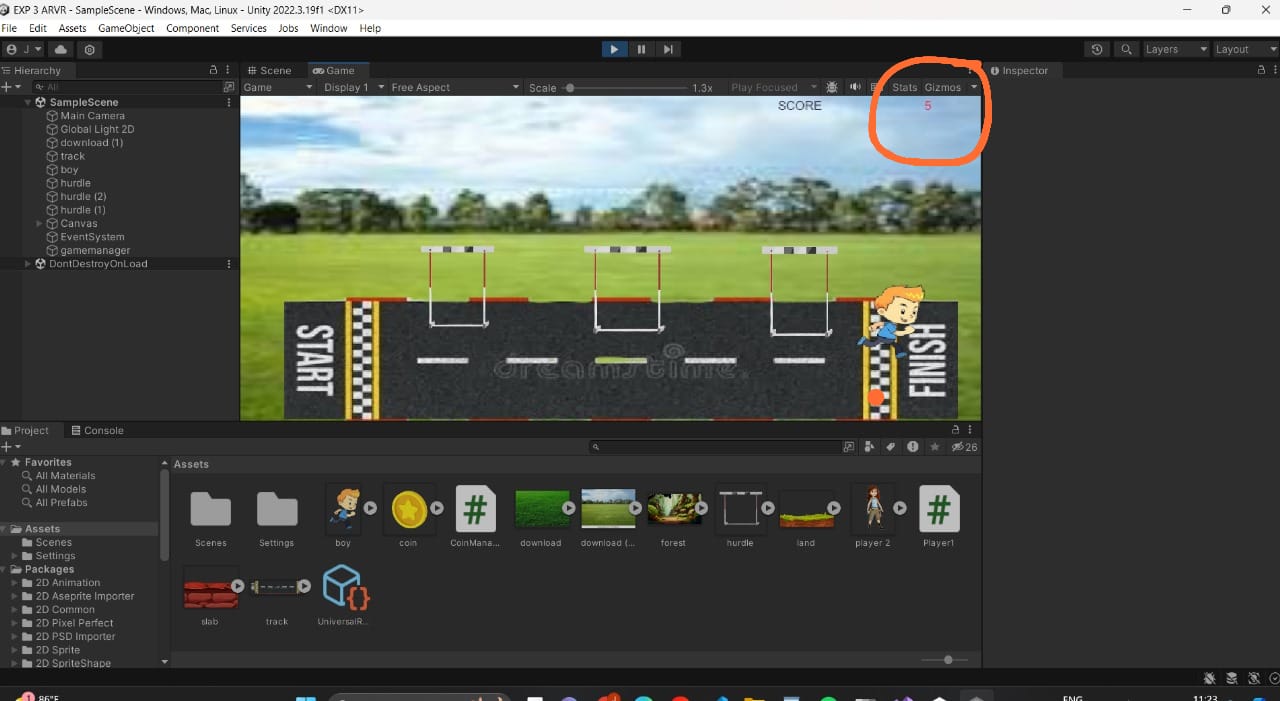 EXP 3 ARVR - SampleScene - Windows, Mac, Linux - Unity 2022.3.19f1 <DX11>
File Edit Assets GameObject Component Services Jobs Window Help
J Layers Layout
Hierarchy Scene Game Inspector
All Game Display 1 Free Aspect Scale 1.3x Play Focused Stats Gizmos
SampleScene
Main Camera
Global Light 2D
download (1)
track
boy
hurdle
hurdle (2)
hurdle (1)
Canvas
EventSystem
gamemanager
DontDestroyOnLoad
SCORE 5
START
FINISH
dreamstime
Project Console
26
Favorites
All Materials
All Models
All Prefabs
Assets
Scenes
Settings
Packages
2D Animation
2D Aseprite Importer
2D Common
2D Pixel Perfect
2D PSD Importer
2D Sprite
2D SpriteShape
Assets
Scenes Settings boy coin CoinMana... download download (... forest hurdle land player 2 Player1
slab track UniversalR...
1 86°F ENG 11:23